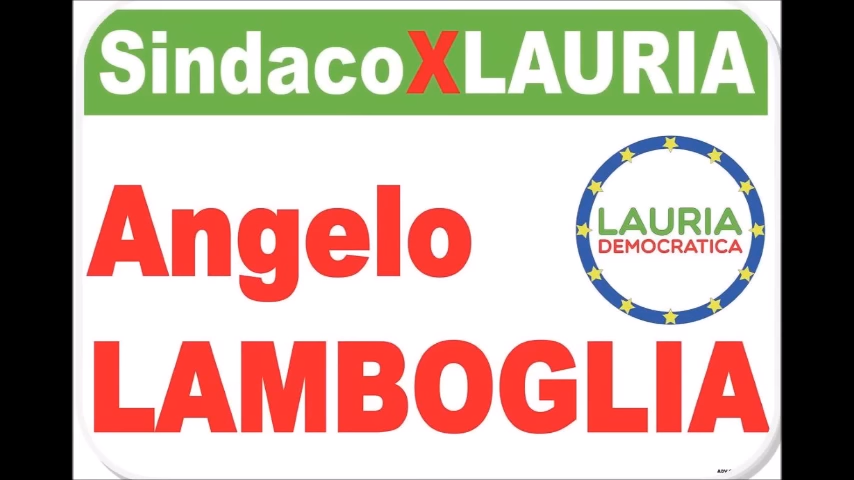 SindacoXLAURIA
Angelo
LAURIA
DEMOCRATICA
LAMBOGLIA